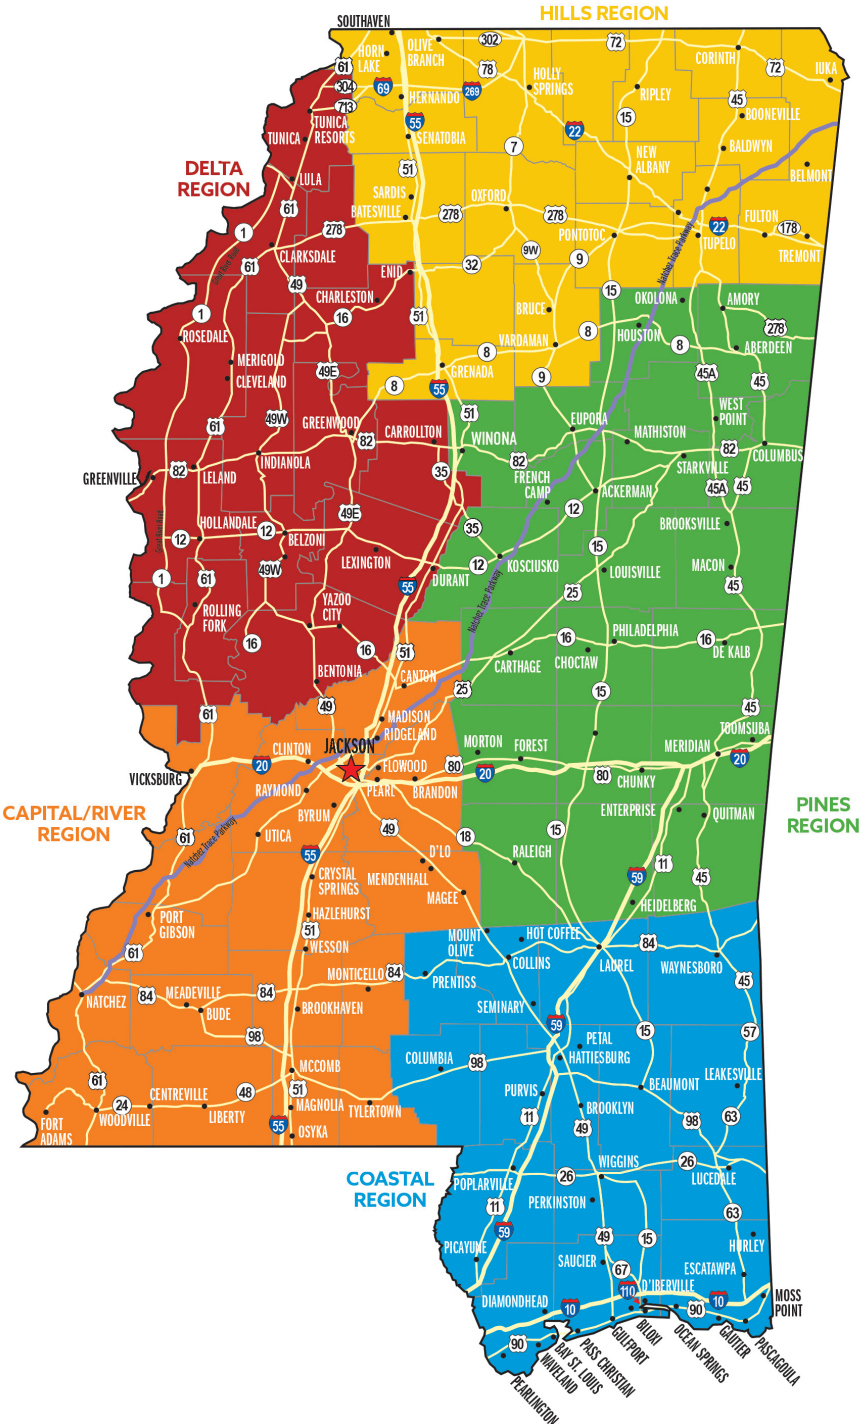 HILLS REGION
SOUTHAVEN
HORN
LAKE
OLIVE
BRANCH
302
72
CORINTH
72
IUKA
61
304
713
69
78
269
HOLLY
SPRINGS
RIPLEY
45
HERNANDO
55
22
15
BOONEVILLE
TUNICA
RESORTS
TUNICA
SENATOBIA
7
NEW
ALBANY
BALDWYN
BELMONT
DELTA
REGION
LULA
51
SARDIS
OXFORD
61
BATESVILLE
278
278
278
1
PONTOTOC
22
FULTON
178
TUPELO
TREMONT
CLARKSDALE
61
9W
9
32
ENID
Natchez Trace Parkway
49
CHARLESTON
15
OKOLONA
AMORY
1
16
51
BRUCE
278
ROSEDALE
VARDAMAN
8
HOUSTON
8
ABERDEEN
8
MERIGOLD
CLEVELAND
49E
GRENADA
9
45A
45
8
55
49W
61
GREENWOOD
82
CARROLLTON
51
WINONA
EUPORA
WEST
POINT
MATHISTON
82
COLUMBUS
GREENVILLE
82
LELAND
INDIANOLA
35
82
FRENCH
CAMP
STARKVILLE
45A
45
ACKERMAN
12
49E
HOLLANDALE
12
12
BELZONI
35
BROOKSVILLE
15
LEXINGTON
12
KOSCIUSKO
1
61
49W
DURANT
LOUISVILLE
MACON
45
55
25
ROLLING
FORK
YAZOO
CITY
Natchez Trace Parkway
16
16
51
16
PHILADELPHIA
16
DE KALB
CARTHAGE
CHOCTAW
BENTONIA
CANTON
25
15
61
49
MADISON
RIDGELAND
45
TOOMSUBA
JACKSON
CLINTON
MORTON
FOREST
MERIDIAN
20
20
VICKSBURG
FLOWOOD
80
20
80
CHUNKY
RAYMOND
PEARL
BRANDON
CAPITAL/RIVER
REGION
BYRUM
ENTERPRISE
QUITMAN
PINES
REGION
61
Natchez Trace Parkway
UTICA
49
18
15
55
D'LO
RALEIGH
11
MENDENHALL
59
45
CRYSTAL
SPRINGS
MAGEE
HEIDELBERG
PORT
GIBSON
HAZLEHURST
51
MOUNT
OLIVE
HOT COFFEE
84
61
WESSON
COLLINS
LAUREL
WAYNESBORO
MONTICELLO
84
PRENTISS
45
NATCHEZ
84
MEADEVILLE
84
SEMINARY
BUDE
BROOKHAVEN
59
15
57
98
PETAL
HATTIESBURG
COLUMBIA
98
MCCOMB
61
48
51
PURVIS
BEAUMONT
LEAKESVILLE
24
CENTREVILLE
MAGNOLIA
TYLERTOWN
BROOKLYN
FORT
ADAMS
WOODVILLE
LIBERTY
11
98
63
55
OSYKA
49
COASTAL
REGION
WIGGINS
26
POPLARVILLE
26
LUCEDALE
11
PERKINSTON
63
59
49
15
HURLEY
PICAYUNE
SAUCIER
67
ESCATAWPA
110
D'IBERVILLE
DIAMONDHEAD
10
10
MOSS
POINT
90
90
PEARLINGTON
WAVELAND
BAY ST. LOUIS
PASS CHRISTIAN
GULFPORT
BILOXI
OCEAN SPRINGS
GAUTIER
PASCAGOULA